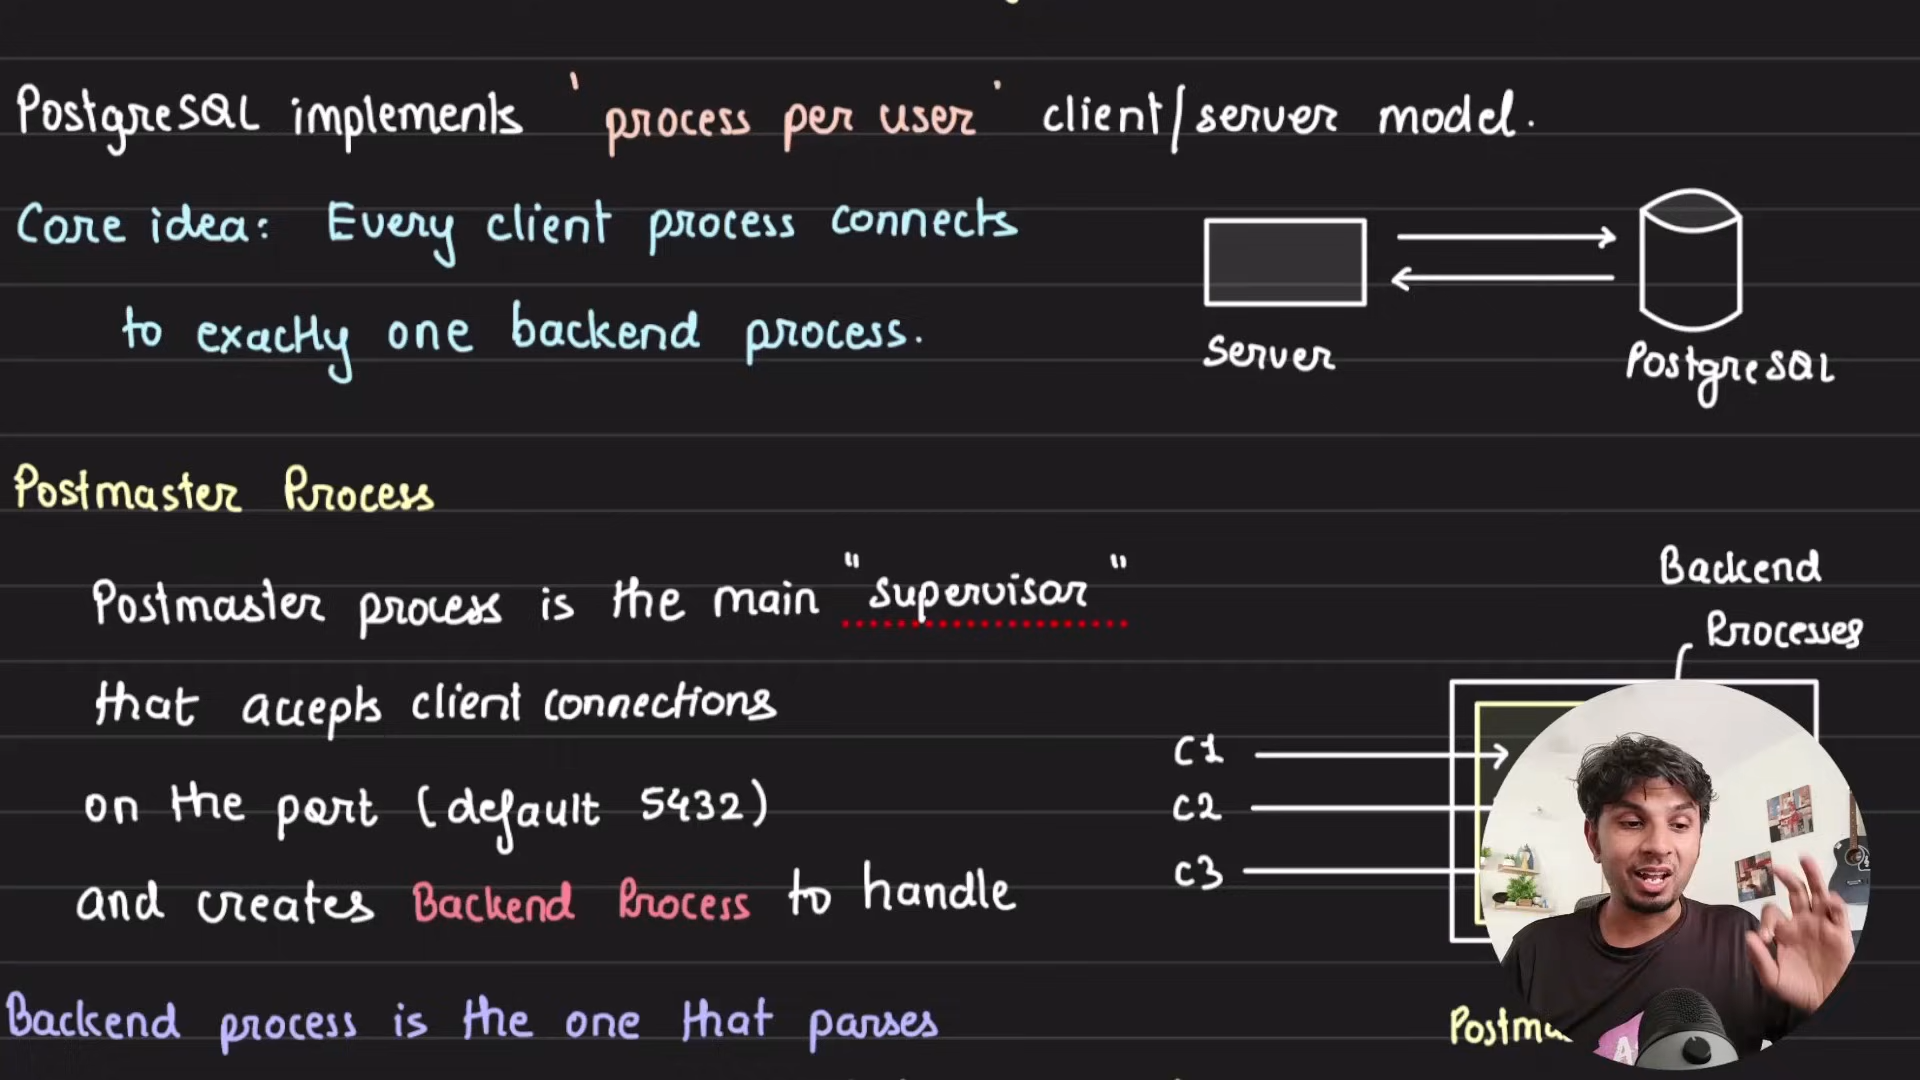 PostgreSQL implements 'process per user' client/server model.
Core idea: Every client process connects
to exactly one backend process.
Server
PostgreSQL
Postmaster Process
Postmaster process is the main "supervisor"
that accepts client connections
on the port (default 5432)
and creates Backend Process to handle
Backend process is the one that parses
Backend
Processes
C1
C2
C3